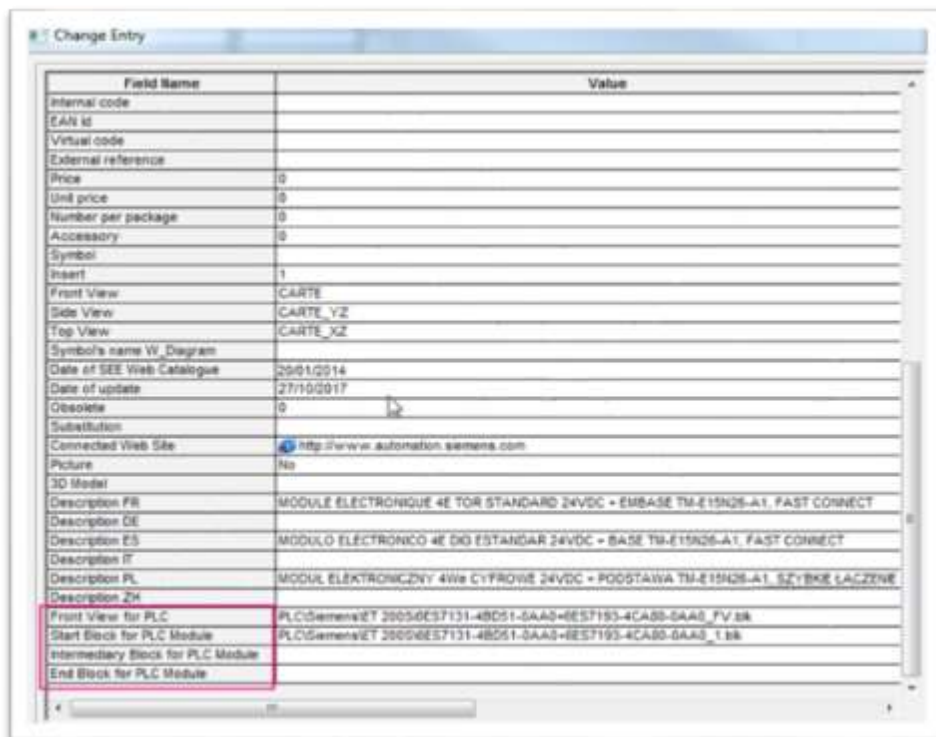 Change Entry
Field Name Value
Internal code
EAN id
Virtual code
External reference
Price 0
Unit price 0
Number per package 0
Accessory 0
Symbol
Insert 1
Front View CARTE
Side View CARTE_YZ
Top View CARTE_XZ
Symbol's name W_Diagram
Date of SEE Web Catalogue 20/01/2014
Date of update 27/10/2017
Obsolete 0
Substitution
Connected Web Site http://www.automation.siemens.com
Picture No
3D Model
Description FR MODULE ELECTRONIQUE 4E TOR STANDARD 24VDC + EMBASE TM-E15N26-A1, FAST CONNECT
Description DE
Description ES MODULO ELECTRONICO 4E DIG ESTANDAR 24VDC + BASE TM-E15N26-A1, FAST CONNECT
Description IT
Description PL MODUŁ ELEKTRONICZNY 4We CYFROWE 24VDC + PODSTAWA TM-E15N26-A1, SZYBKIE ŁĄCZENIE
Description ZH
Front View for PLC PLC\Siemens\ET 200S\6ES7131-4BD51-0AA0+6ES7193-4CA80-0AA0_FV.blk
Start Block for PLC Module PLC\Siemens\ET 200S\6ES7131-4BD51-0AA0+6ES7193-4CA80-0AA0_1.blk
Intermediary Block for PLC Module
End Block for PLC Module